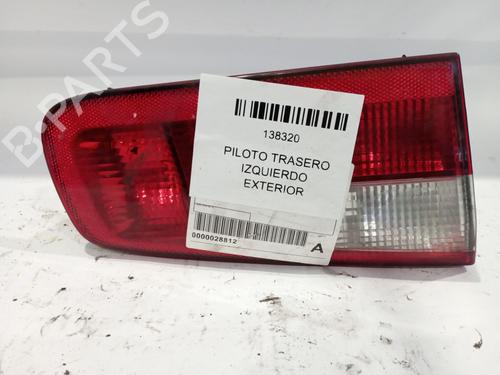 B-PARTS
138320
PILOTO TRASERO
IZQUIERDO
EXTERIOR
0000028812
A